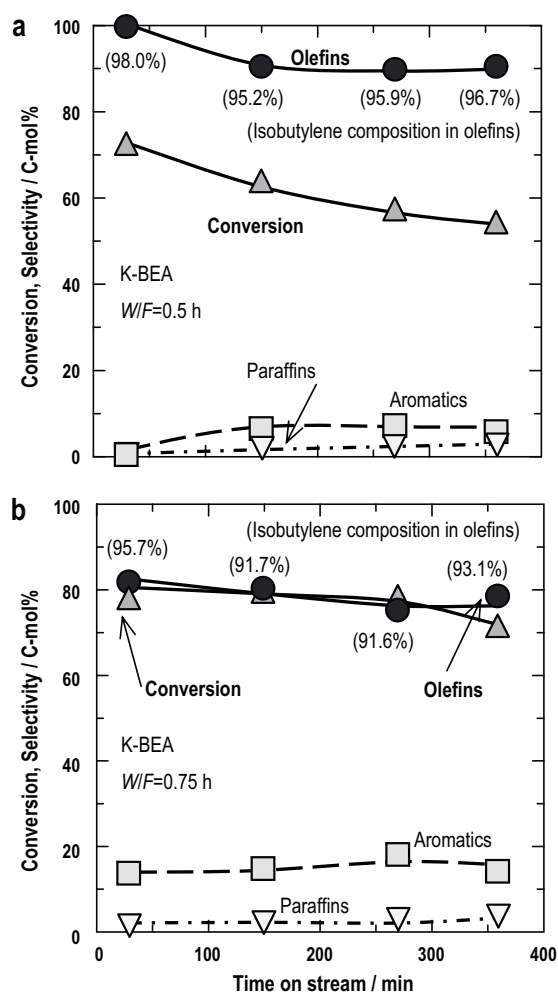 a
100
80
60
40
20
0
Conversion, Selectivity / C-mol%
Olefins
(98.0%)
(95.2%)
(95.9%)
(96.7%)
(Isobutylene composition in olefins)
Conversion
K-BEA
W/F=0.5 h
Paraffins
Aromatics
b
100
80
60
40
20
0
Conversion, Selectivity / C-mol%
(Isobutylene composition in olefins)
(95.7%)
(91.7%)
(93.1%)
(91.6%)
Conversion
Olefins
K-BEA
W/F=0.75 h
Aromatics
Paraffins
0 100 200 300 400
Time on stream / min